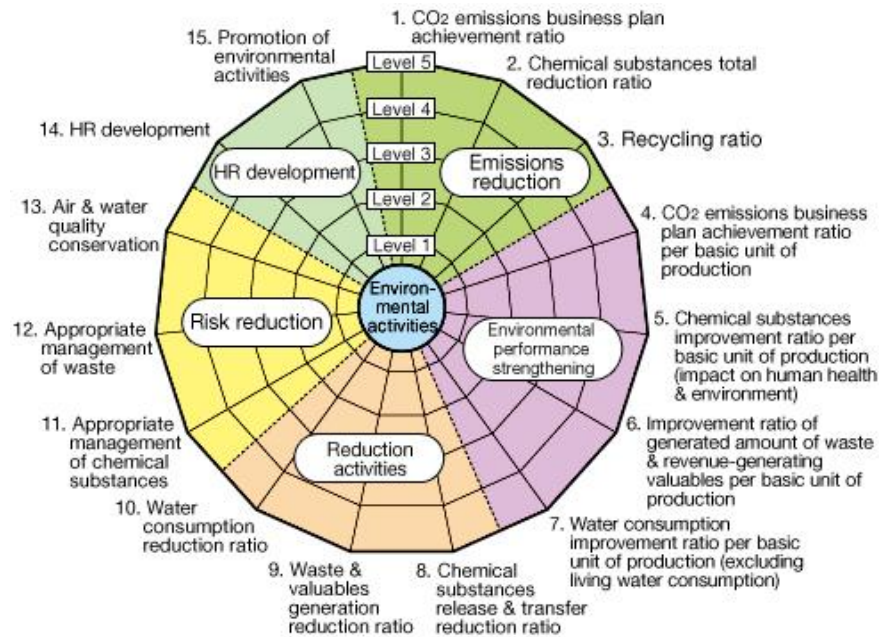 1. CO2 emissions business plan
achievement ratio
2. Chemical substances total
reduction ratio
3. Recycling ratio
4. CO2 emissions business
plan achievement ratio
per basic unit of
production
5. Chemical substances
improvement ratio per
basic unit of production
(impact on human health
& environment)
6. Improvement ratio of
generated amount of waste
& revenue-generating
valuables per basic unit of
production
7. Water consumption
improvement ratio per basic
unit of production (excluding
living water consumption)
8. Chemical
substances
release & transfer
reduction ratio
9. Waste &
valuables
generation
reduction ratio
10. Water
consumption
reduction ratio
11. Appropriate
management
of chemical
substances
12. Appropriate
management
of waste
13. Air & water
quality
conservation
14. HR development
15. Promotion of
environmental
activities
Level 5
Level 4
Level 3
Level 2
Level 1
Environ-
mental
activities
HR development
Emissions
reduction
Risk reduction
Environmental
performance
strengthening
Reduction
activities